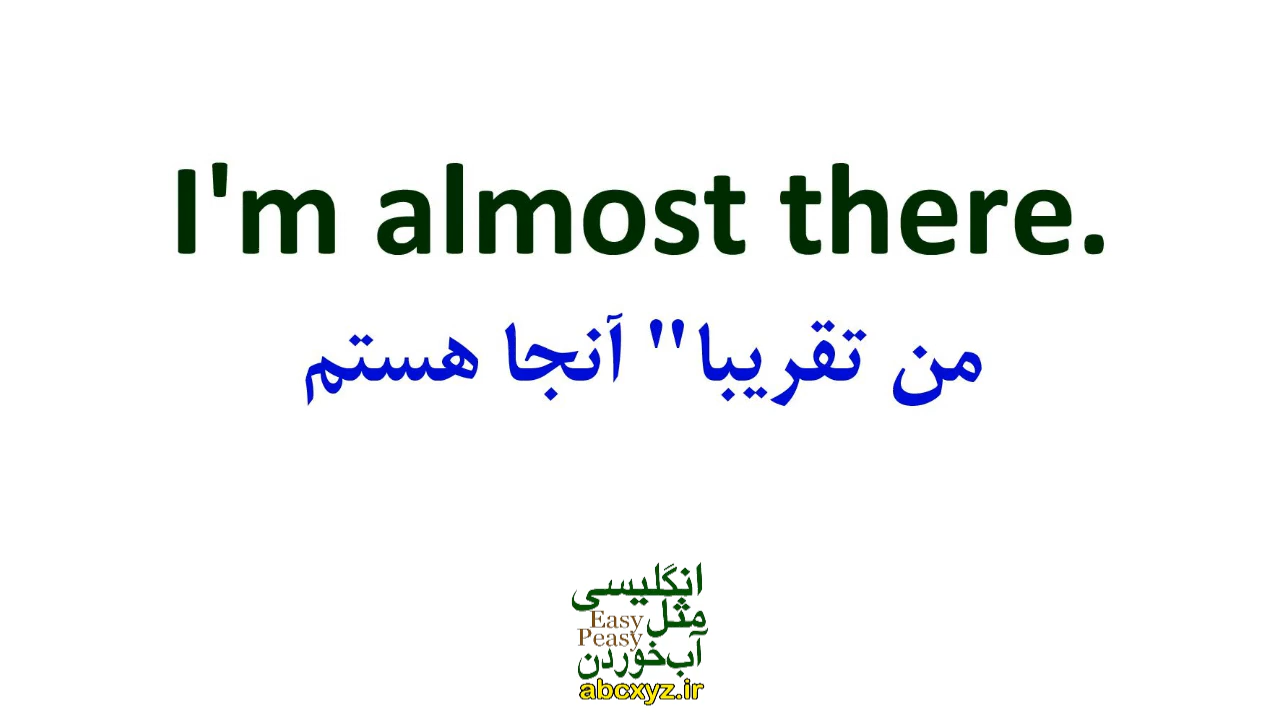 I'm almost there.
من تقریبا" آنجا هستم
انگلیسی
مثل
Easy
Peasy
آب‌خوردن
abcxyz.ir